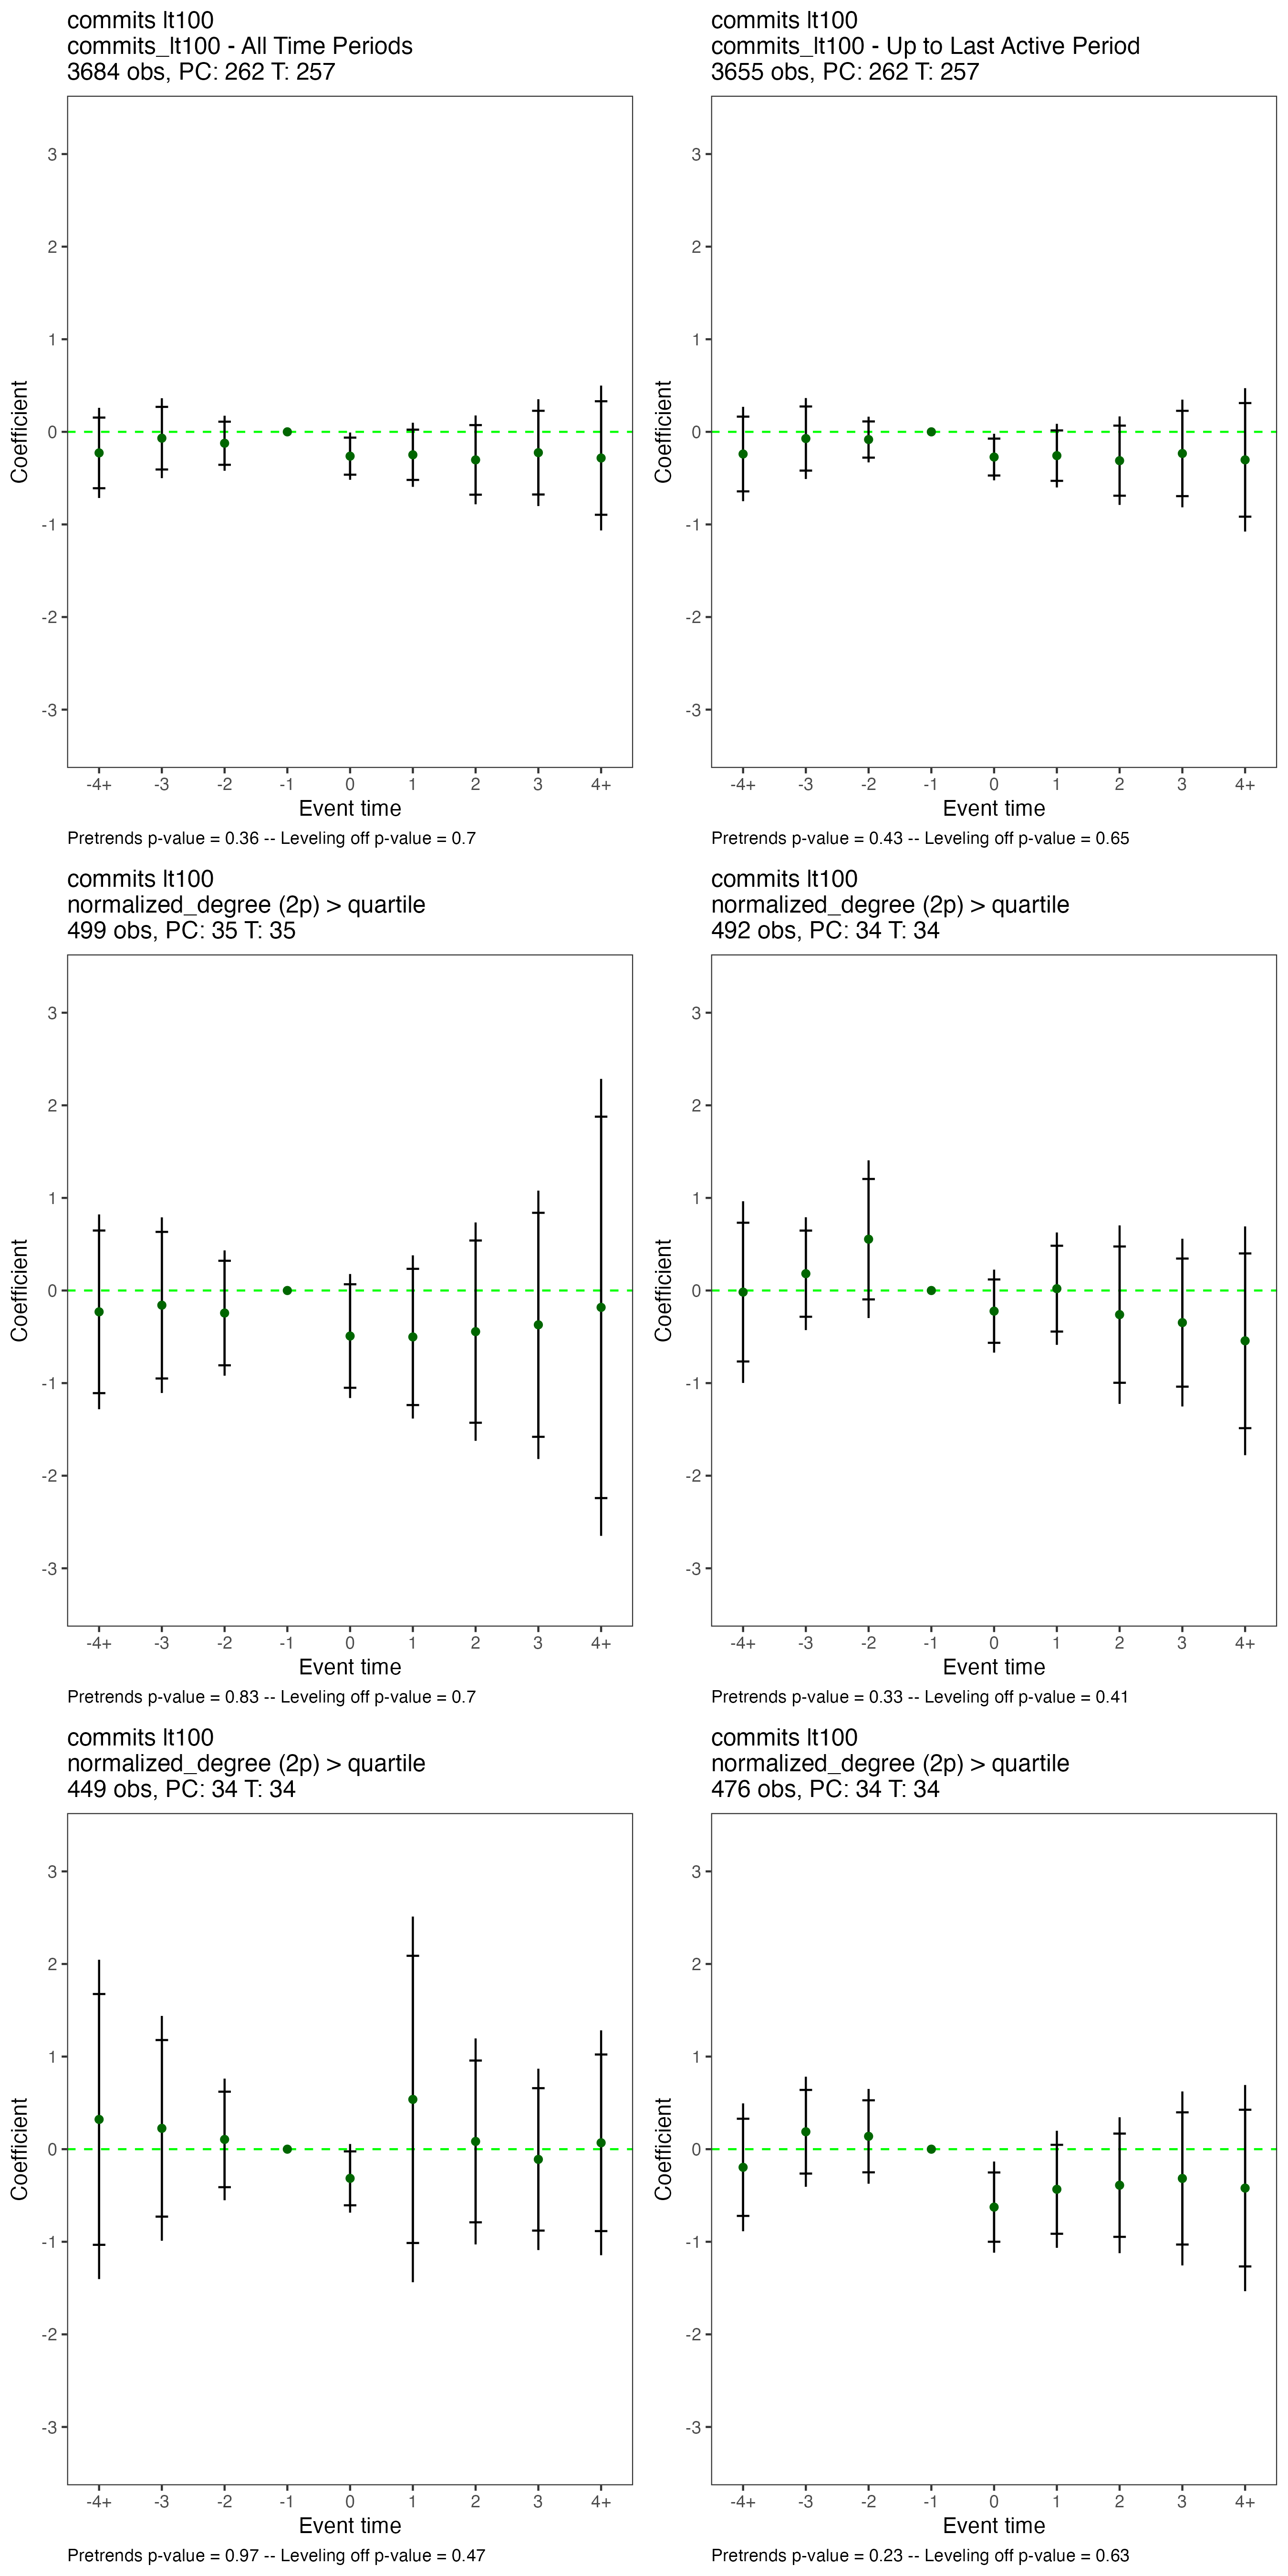 commits lt100
commits_lt100 - All Time Periods
3684 obs, PC: 262 T: 257
3
2
1
0
-1
-2
-3
Coefficient
-4+ -3 -2 -1 0 1 2 3 4+
Event time
Pretrends p-value = 0.36 -- Leveling off p-value = 0.7
commits lt100
commits_lt100 - Up to Last Active Period
3655 obs, PC: 262 T: 257
3
2
1
0
-1
-2
-3
Coefficient
-4+ -3 -2 -1 0 1 2 3 4+
Event time
Pretrends p-value = 0.43 -- Leveling off p-value = 0.65
commits lt100
normalized_degree (2p) > quartile
499 obs, PC: 35 T: 35
3
2
1
0
-1
-2
-3
Coefficient
-4+ -3 -2 -1 0 1 2 3 4+
Event time
Pretrends p-value = 0.83 -- Leveling off p-value = 0.7
commits lt100
normalized_degree (2p) > quartile
492 obs, PC: 34 T: 34
3
2
1
0
-1
-2
-3
Coefficient
-4+ -3 -2 -1 0 1 2 3 4+
Event time
Pretrends p-value = 0.33 -- Leveling off p-value = 0.41
commits lt100
normalized_degree (2p) > quartile
449 obs, PC: 34 T: 34
3
2
1
0
-1
-2
-3
Coefficient
-4+ -3 -2 -1 0 1 2 3 4+
Event time
Pretrends p-value = 0.97 -- Leveling off p-value = 0.47
commits lt100
normalized_degree (2p) > quartile
476 obs, PC: 34 T: 34
3
2
1
0
-1
-2
-3
Coefficient
-4+ -3 -2 -1 0 1 2 3 4+
Event time
Pretrends p-value = 0.23 -- Leveling off p-value = 0.63